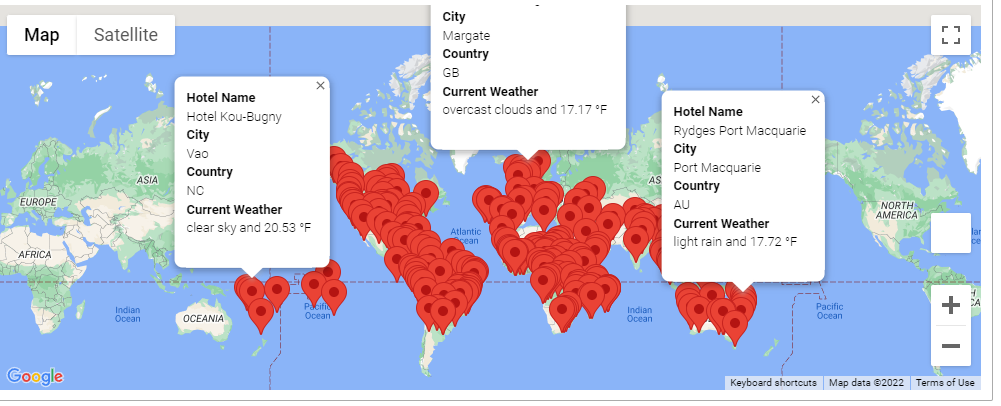 Map
Satellite
City
Margate
Country
GB
Current Weather
overcast clouds and 17.17 °F
Hotel Name
Hotel Kou-Bugny
City
Vao
Country
NC
Current Weather
clear sky and 20.53 °F
Hotel Name
Rydges Port Macquarie
City
Port Macquarie
Country
AU
Current Weather
light rain and 17.72 °F
ASIA
EUROPE
AFRICA
Indian
Ocean
OCEANIA
Pacific
Ocean
Atlantic
Ocean
AS
Indian
Ocean
Pacific
Ocean
NORTH
AMERICA
Google
Keyboard shortcuts
Map data ©2022
Terms of Use